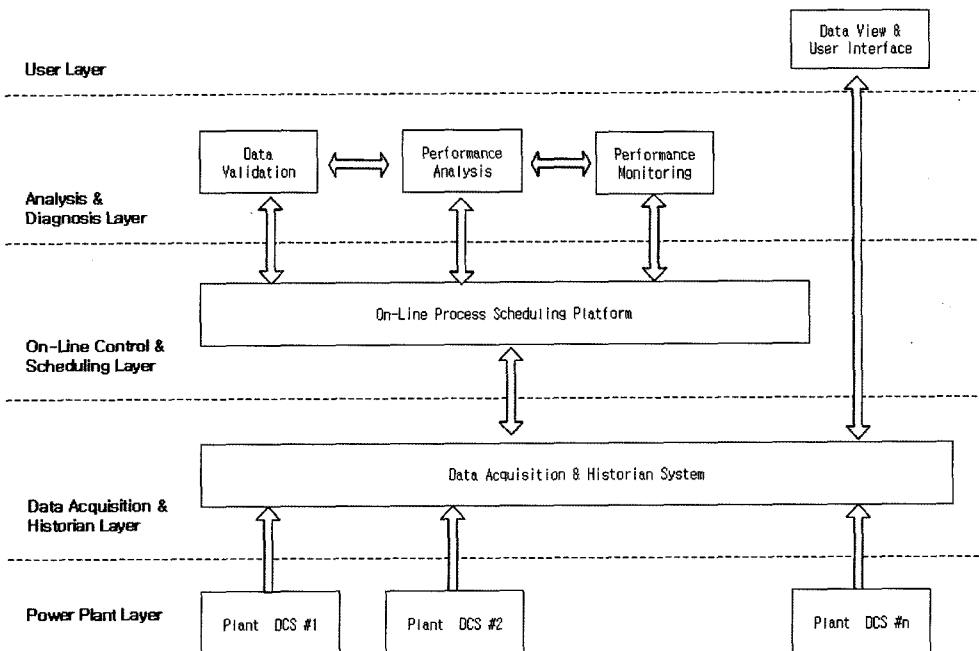 Data View &
User Interface
User Layer
Data
Validation
Performance
Analysis
Performance
Monitoring
Analysis &
Diagnosis Layer
On-Line Process Scheduling Platform
On-Line Control &
Scheduling Layer
Data Acquisition & Historian System
Data Acquisition &
Historian Layer
Power Plant Layer
Plant DCS #1
Plant DCS #2
Plant DCS #n